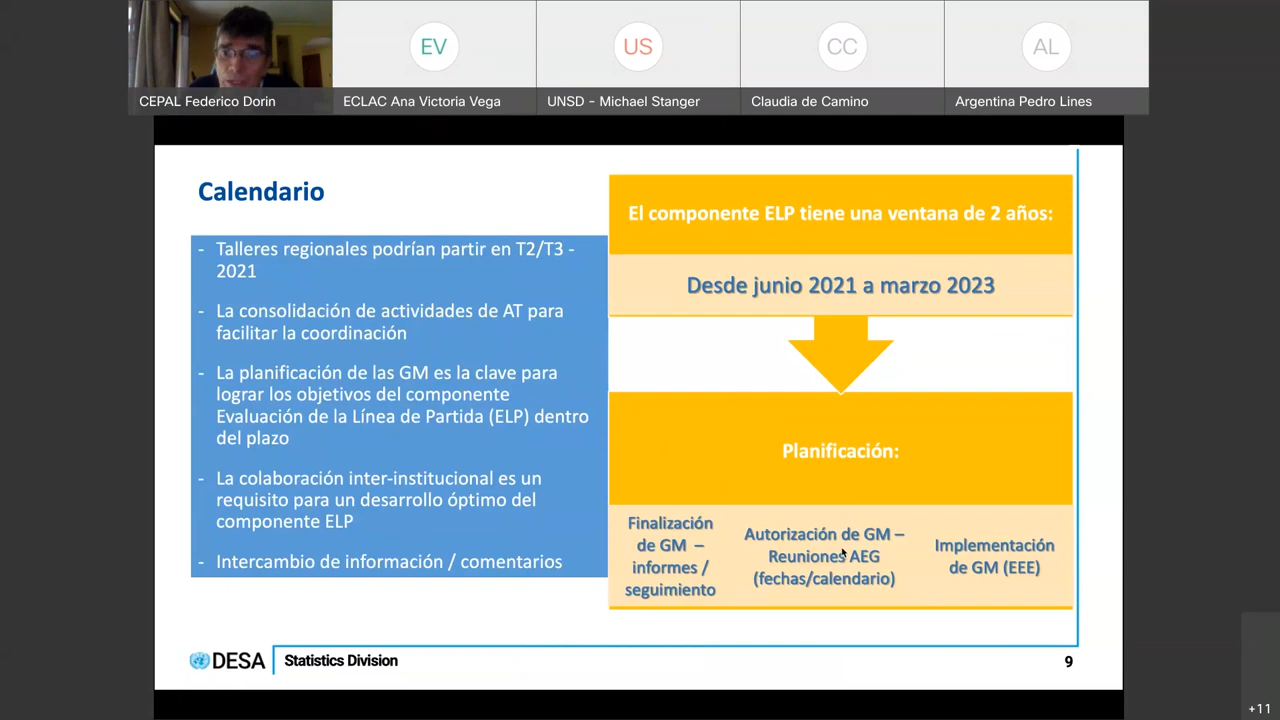 EV
US
CC
AL
CEPAL Federico Dorin
ECLAC Ana Victoria Vega
UNSD - Michael Stanger
Claudia de Camino
Argentina Pedro Lines
Calendario
- Talleres regionales podrían partir en T2/T3 -
2021
- La consolidación de actividades de AT para
facilitar la coordinación
- La planificación de las GM es la clave para
lograr los objetivos del componente
Evaluación de la Línea de Partida (ELP) dentro
del plazo
- La colaboración inter-institucional es un
requisito para un desarrollo óptimo del
componente ELP
- Intercambio de información / comentarios
El componente ELP tiene una ventana de 2 años:
Desde junio 2021 a marzo 2023
Planificación:
Finalización
de GM –
informes /
seguimiento
Autorización de GM –
Reuniones AEG
(fechas/calendario)
Implementación
de GM (EEE)
DESA
Statistics Division
9
+11